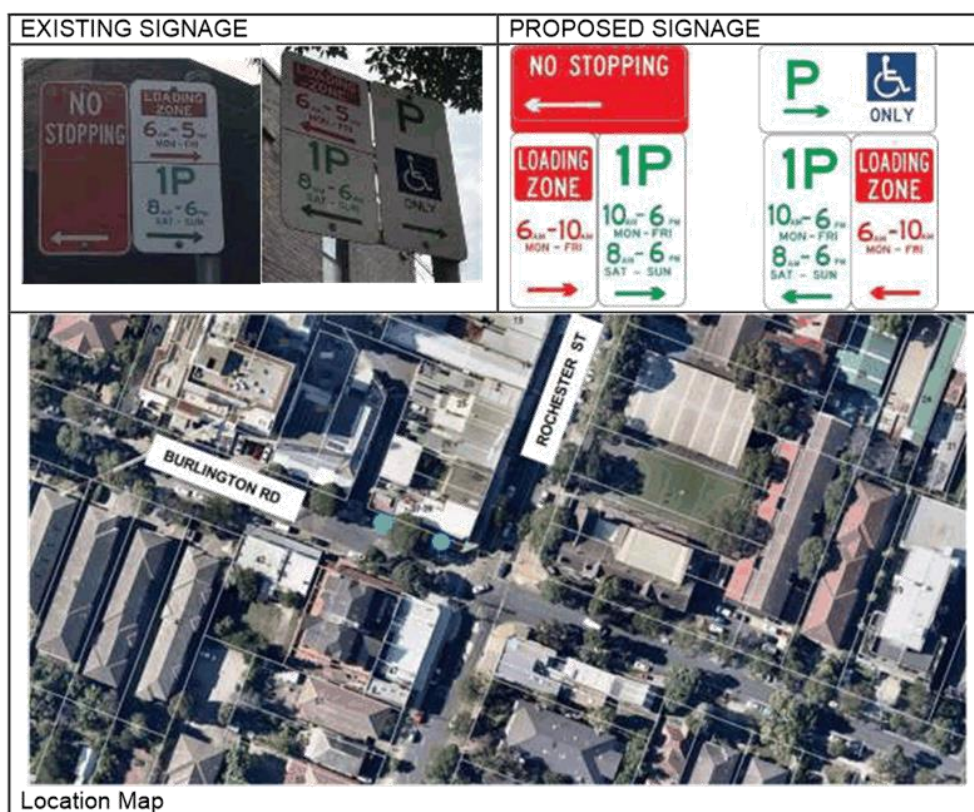 EXISTING SIGNAGE
PROPOSED SIGNAGE
NO
STOPPING
LOADING
ZONE
6AM-5PM
MON-FRI
1P
8AM-6PM
SAT-SUN
LOADING
ZONE
6AM-5PM
MON-FRI
1P
8AM-6PM
SAT-SUN
P
ONLY
NO STOPPING
LOADING
ZONE
6AM-10AM
MON-FRI
1P
10AM-6PM
MON-FRI
8AM-6PM
SAT-SUN
P
ONLY
1P
10AM-6PM
MON-FRI
8AM-6PM
SAT-SUN
LOADING
ZONE
6AM-10AM
MON-FRI
BURLINGTON RD
ROCHESTER ST
Location Map